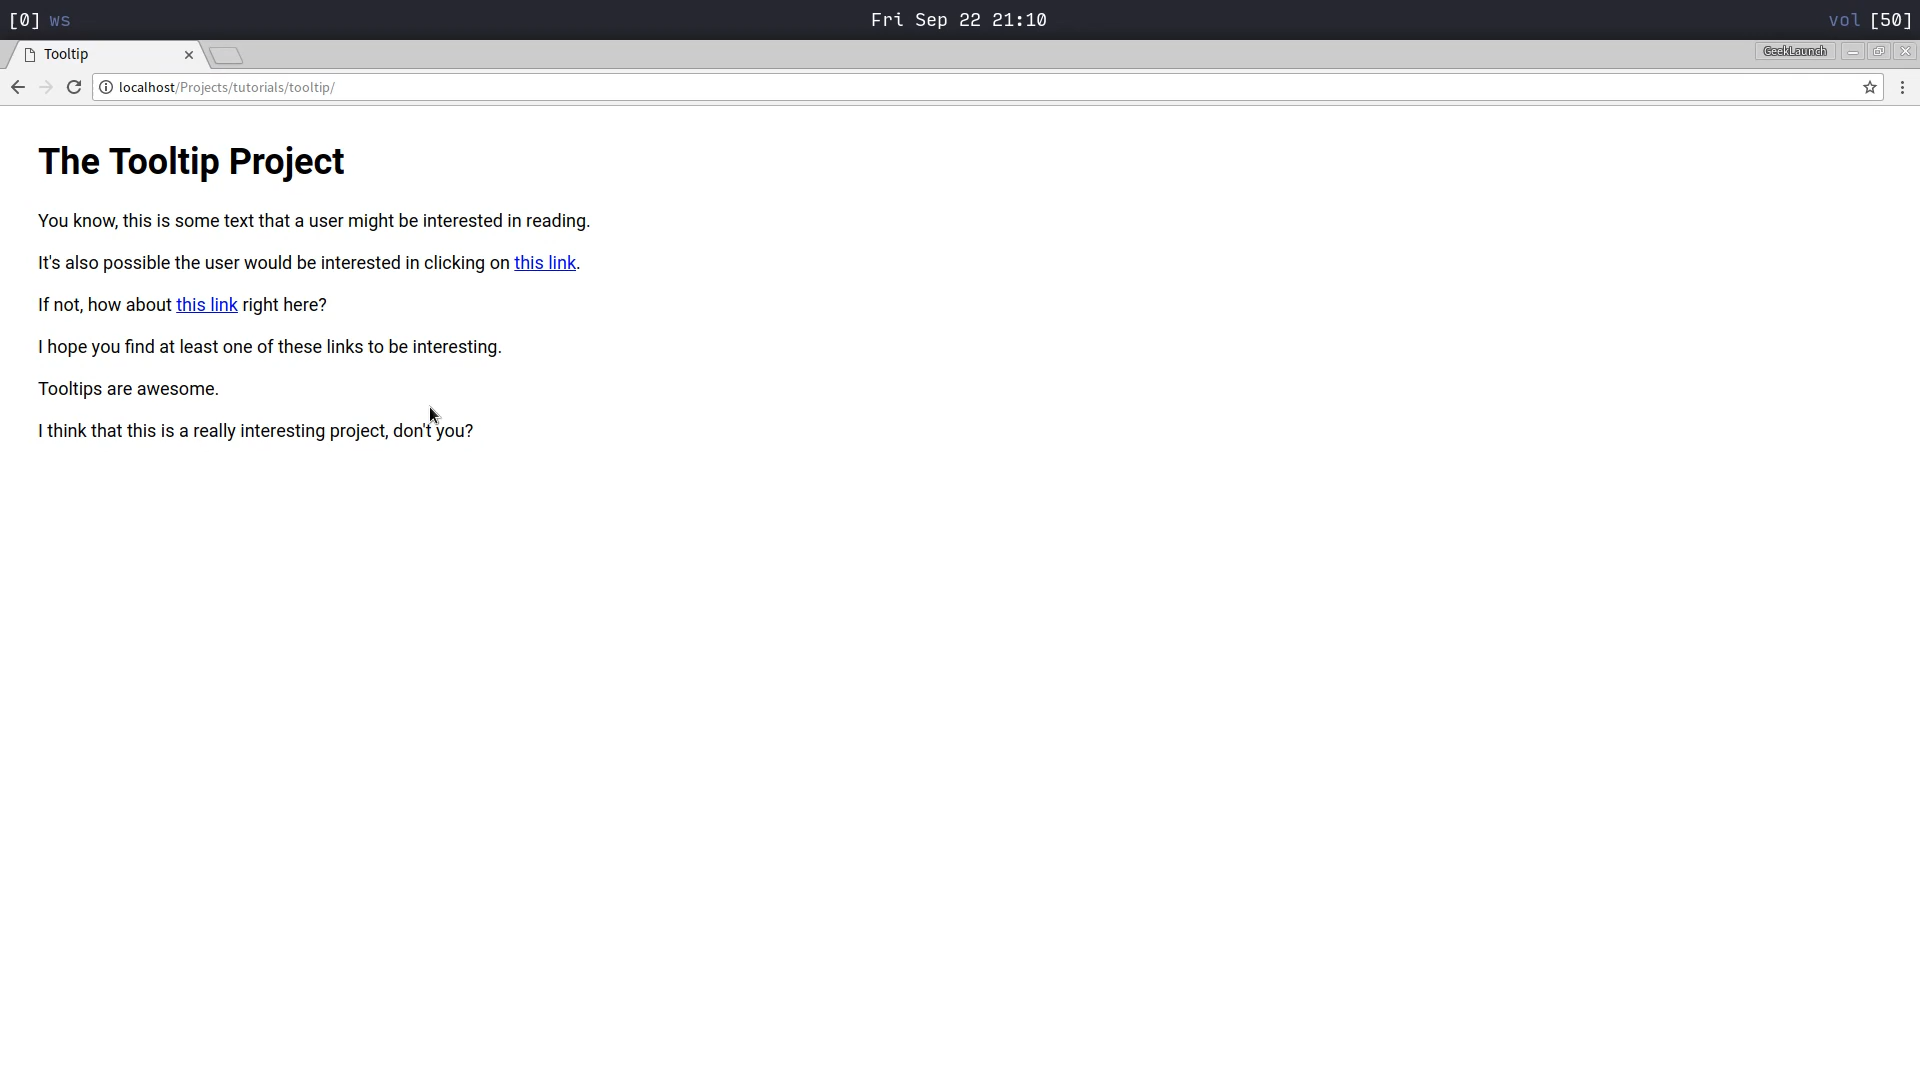 [0] ws
Fri Sep 22 21:10
vol [50]
Tooltip
GeekLaunch
localhost/Projects/tutorials/tooltip/
The Tooltip Project
You know, this is some text that a user might be interested in reading.
It's also possible the user would be interested in clicking on this link.
If not, how about this link right here?
I hope you find at least one of these links to be interesting.
Tooltips are awesome.
I think that this is a really interesting project, don't you?